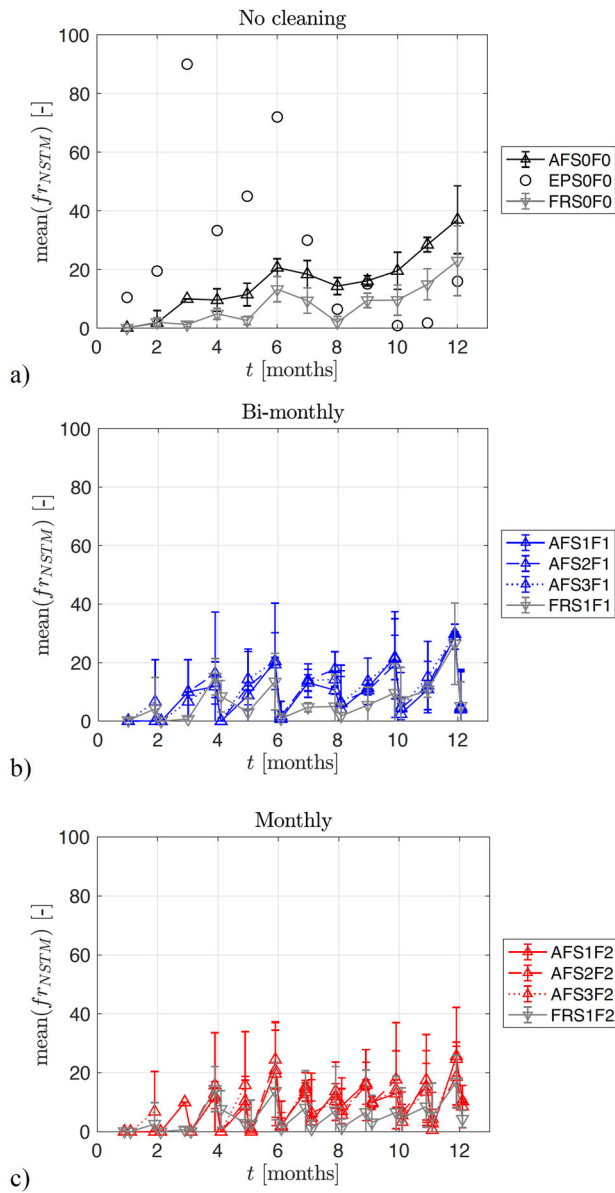 No cleaning
100
80
60
40
20
0
mean(fr_NSTM) [-]
AFS0F0
EPS0F0
FRS0F0
0 2 4 6 8 10 12
t [months]
a)
Bi-monthly
100
80
60
40
20
0
mean(fr_NSTM) [-]
AFS1F1
AFS2F1
AFS3F1
FRS1F1
0 2 4 6 8 10 12
t [months]
b)
Monthly
100
80
60
40
20
0
mean(fr_NSTM) [-]
AFS1F2
AFS2F2
AFS3F2
FRS1F2
0 2 4 6 8 10 12
t [months]
c)